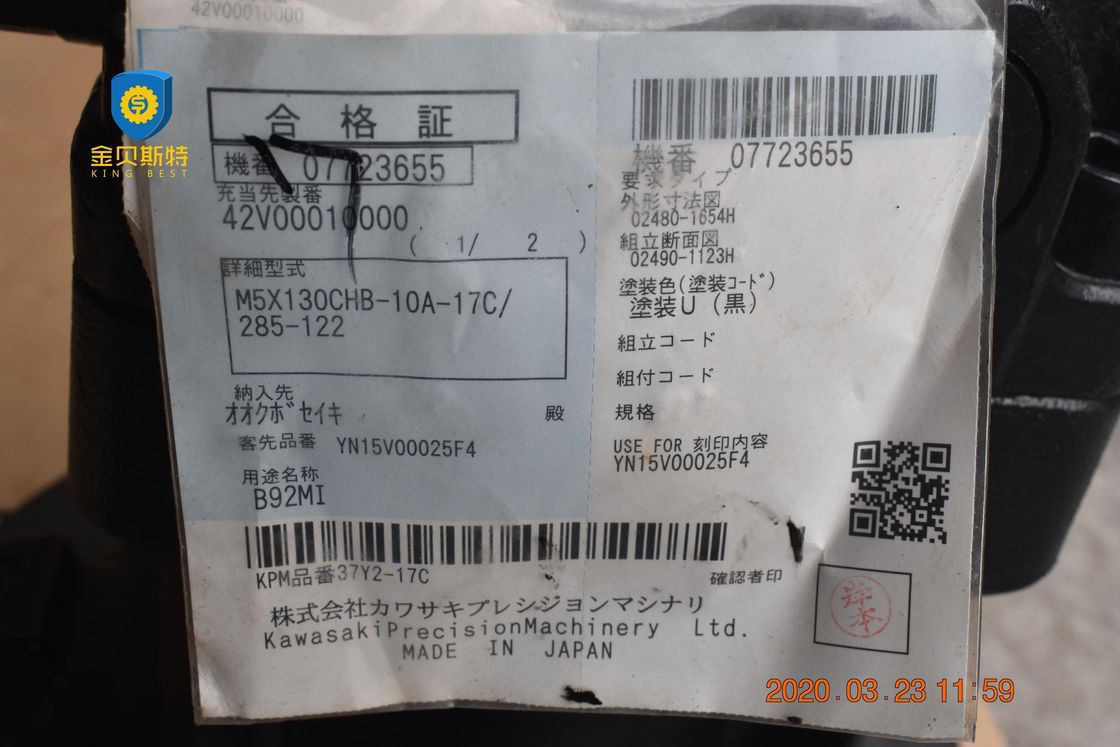 42V00010000
金贝斯特
KING BEST
合格証
機番 07723655
充当先製番
42V00010000
( 1/ 2 )
詳細型式
M5X130CHB-10A-17C/
285-122
納入先
オオクボセイキ 殿
客先品番 YN15V00025F4
用途名称
B92MI
機番 07723655
要求タイプ
外形寸法図
02480-1654H
組立断面図
02490-1123H
塗装色(塗装コード)
塗装U (黒)
組立コード
組付コード
規格
USE FOR 刻印内容
YN15V00025F4
KPM品番37Y2-17C
確認者印
岸本
株式会社カワサキプレシジョンマシナリ
KawasakiPrecisionMachinery Ltd.
MADE IN JAPAN
2020.03.23 11:59